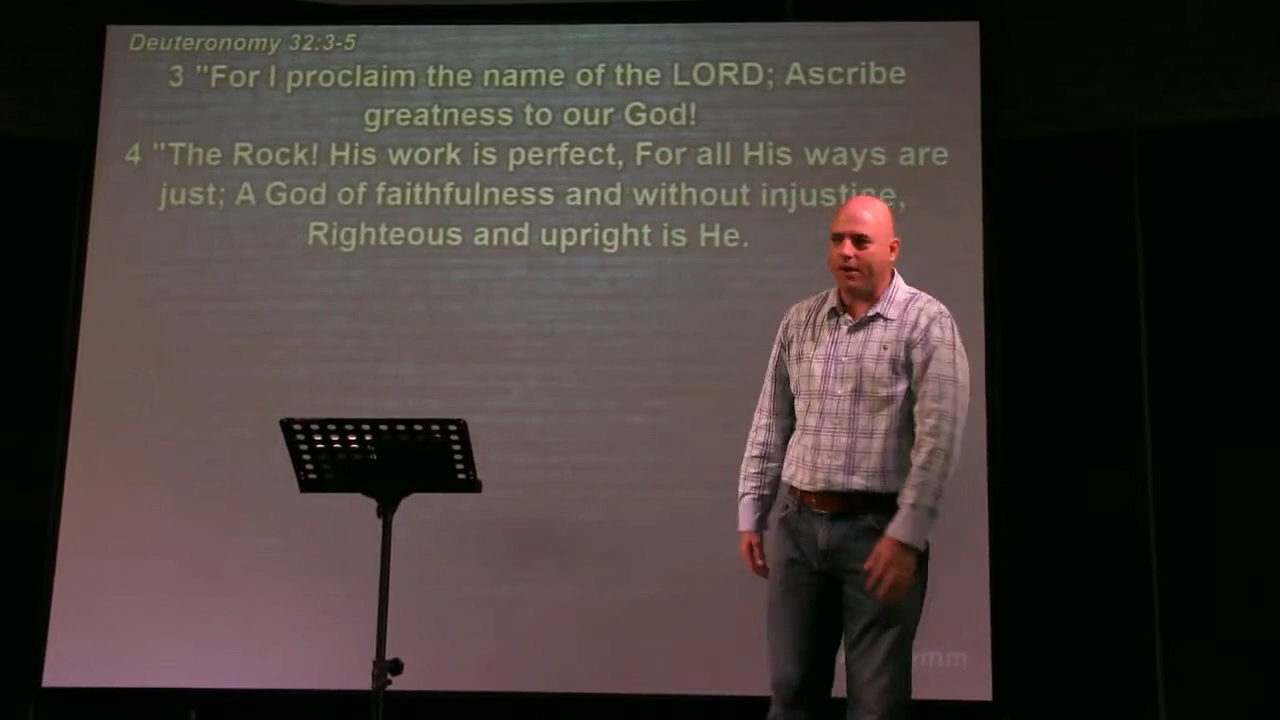 Deuteronomy 32:3-5
3 "For I proclaim the name of the LORD; Ascribe
greatness to our God!
4 "The Rock! His work is perfect, For all His ways are
just; A God of faithfulness and without injustice,
Righteous and upright is He.